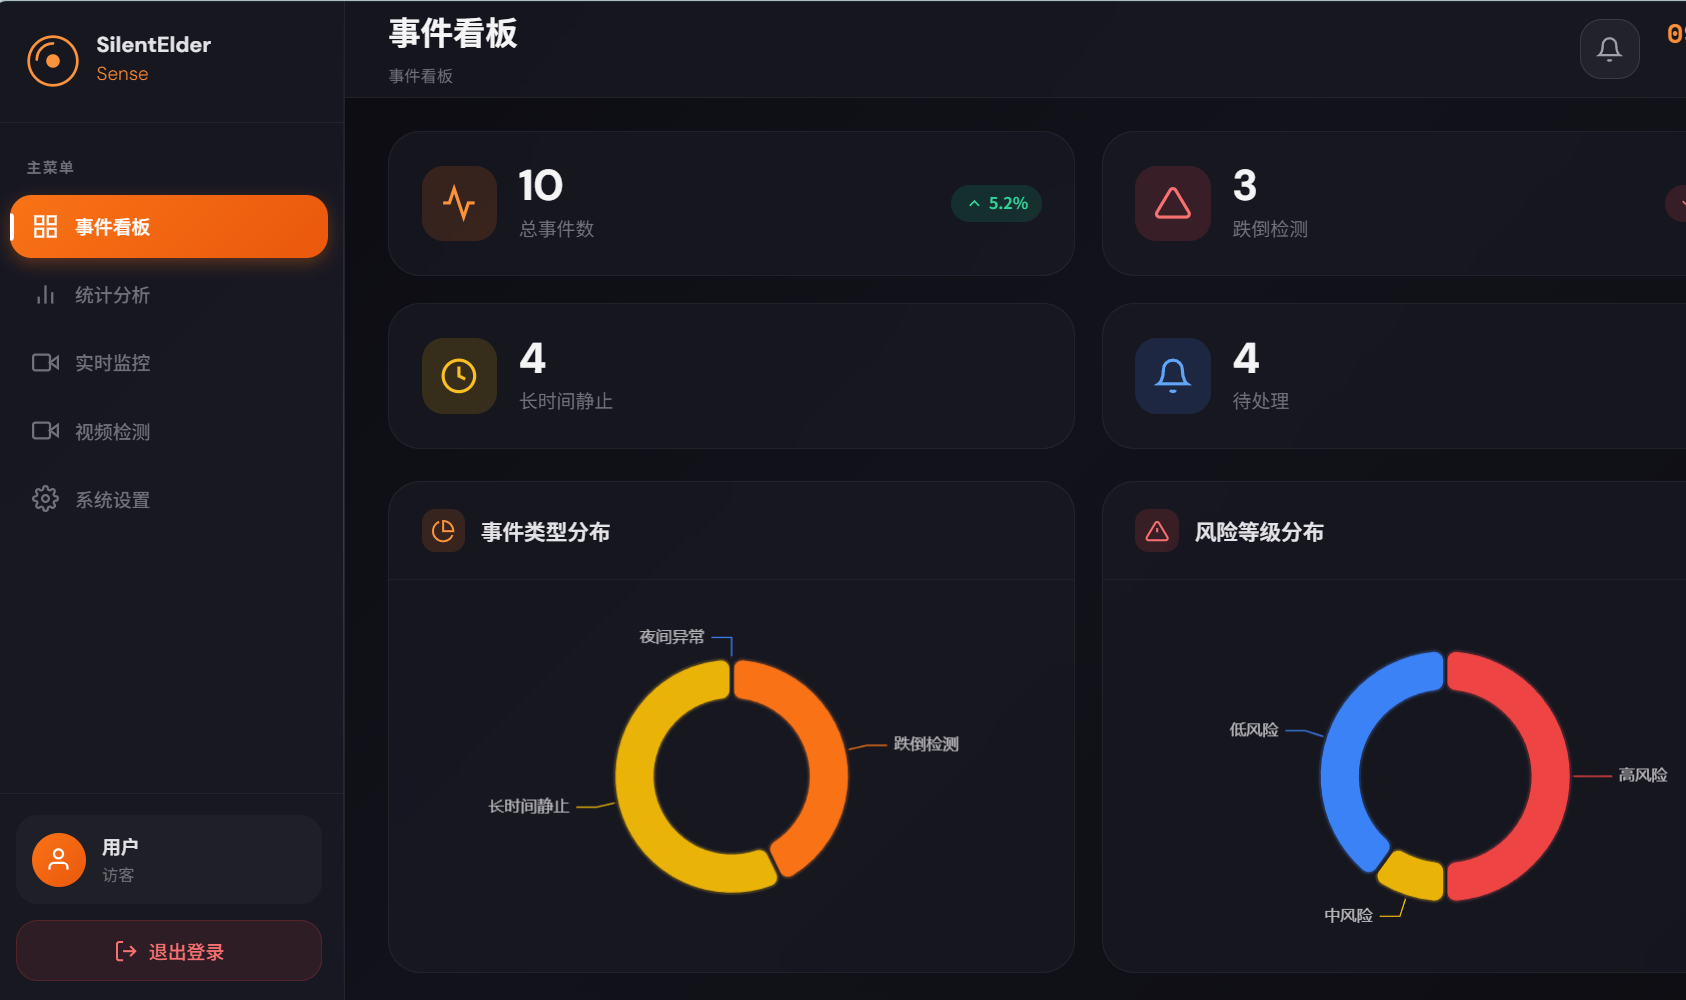 SilentElder
Sense
主菜单
事件看板
统计分析
实时监控
视频检测
系统设置
用户
访客
退出登录
事件看板
事件看板
10
总事件数
5.2%
3
跌倒检测
4
长时间静止
4
待处理
事件类型分布
夜间异常
跌倒检测
长时间静止
风险等级分布
低风险
高风险
中风险